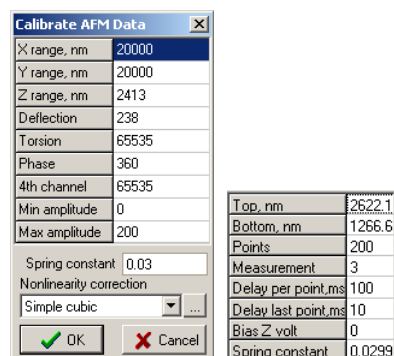 Calibrate AFM Data
X range, nm 20000
Y range, nm 20000
Z range, nm 2413
Deflection 238
Torsion 65535
Phase 360
4th channel 65535
Min amplitude 0
Max amplitude 200
Spring constant 0.03
Nonlinearity correction
Simple cubic ...
OK Cancel
Top, nm 2622.1
Bottom, nm 1266.6
Points 200
Measurement 3
Delay per point,ms 100
Delay last point,ms 10
Bias Z volt 0
Spring constant 0.0299